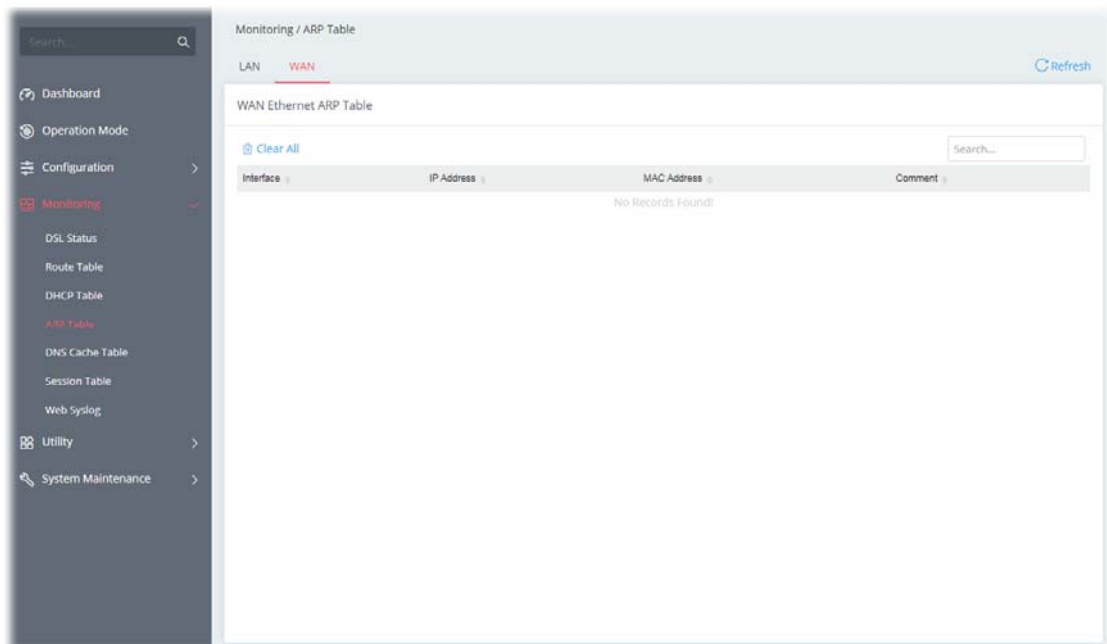 Search...
Dashboard
Operation Mode
Configuration
Monitoring
DSL Status
Route Table
DHCP Table
ARP Table
DNS Cache Table
Session Table
Web Syslog
Utility
System Maintenance
Monitoring / ARP Table
LAN WAN Refresh
WAN Ethernet ARP Table
Clear All Search...
Interface IP Address MAC Address Comment
No Records Found!